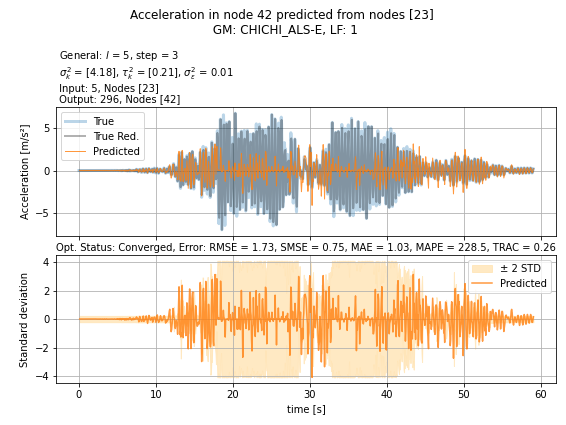 Acceleration in node 42 predicted from nodes [23]
GM: CHICHI_ALS-E, LF: 1
General: l = 5, step = 3
σ²ₖ = [4.18], τ²ₖ = [0.21], σ²ε = 0.01
Input: 5, Nodes [23]
Output: 296, Nodes [42]
Acceleration [m/s²]
5
0
−5
True
True Red.
Predicted
Opt. Status: Converged, Error: RMSE = 1.73, SMSE = 0.75, MAE = 1.03, MAPE = 228.5, TRAC = 0.26
Standard deviation
4
2
0
−2
−4
± 2 STD
Predicted
0 10 20 30 40 50 60
time [s]